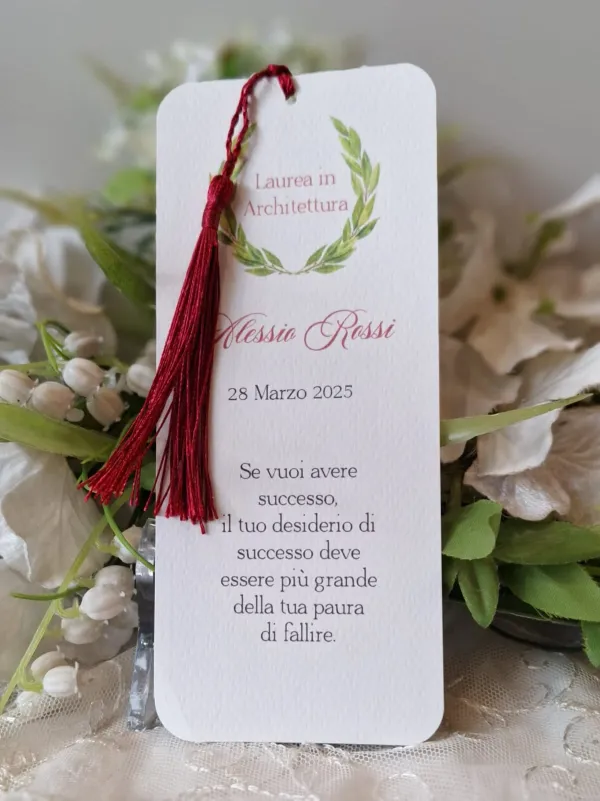 Laurea in
Architettura
Alessio Rossi
28 Marzo 2025
Se vuoi avere
successo,
il tuo desiderio di
successo deve
essere più grande
della tua paura
di fallire.